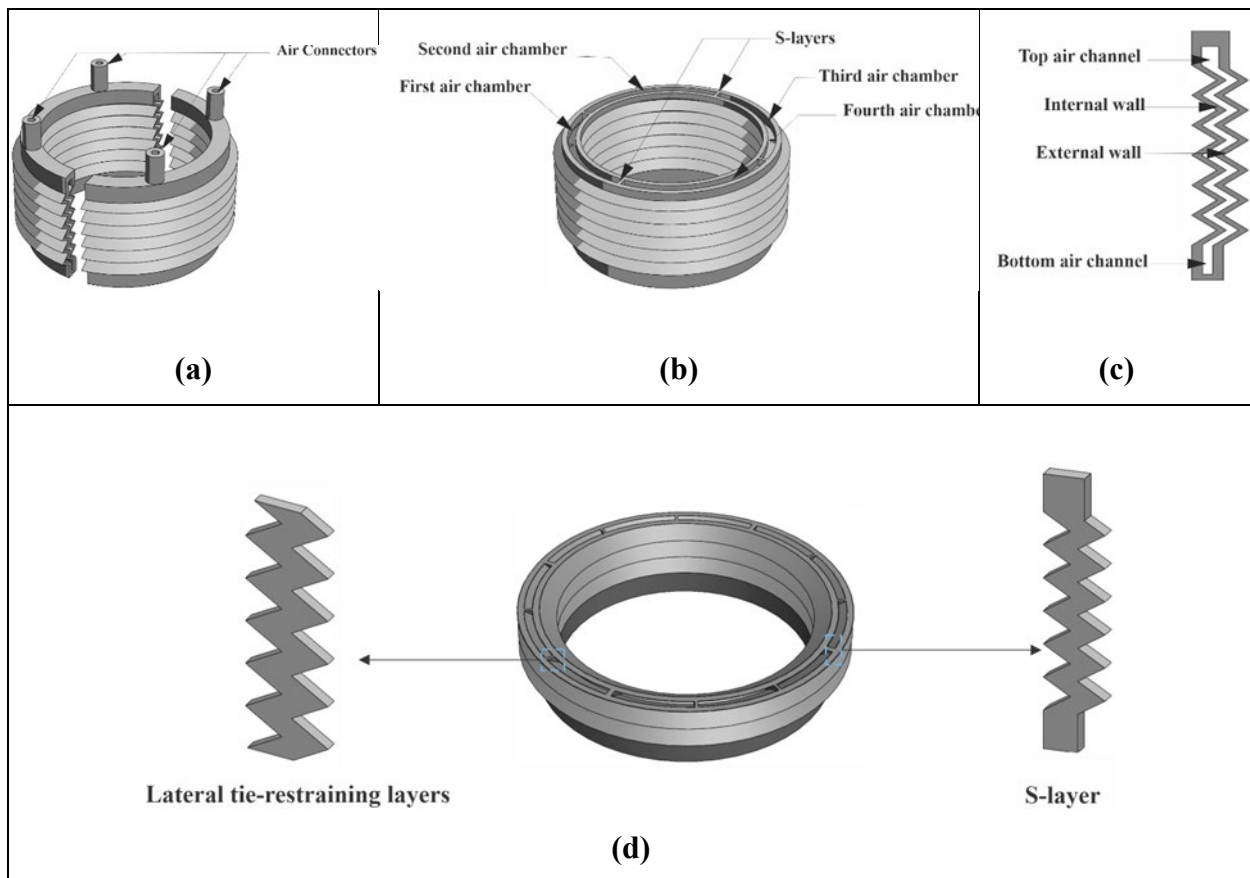 Air Connectors
(a)
S-layers
Second air chamber
Third air chamber
First air chamber
Fourth air chambe
(b)
Top air channel
Internal wall
External wall
Bottom air channel
(c)
Lateral tie-restraining layers
S-layer
(d)